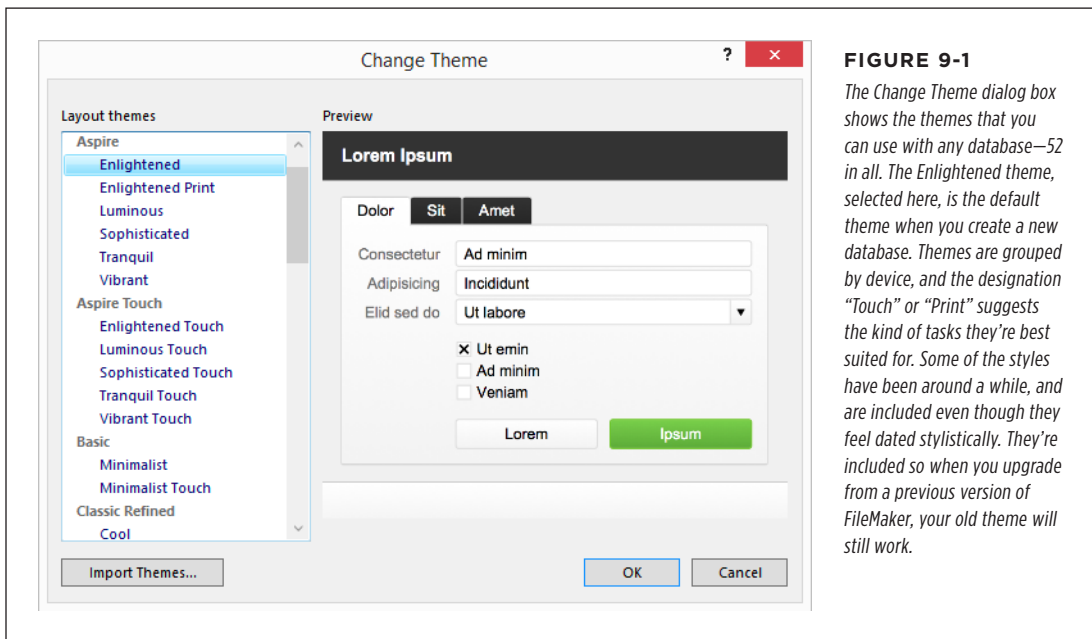 Change Theme
?
×
Layout themes
Aspire
Enlightened
Enlightened Print
Luminous
Sophisticated
Tranquil
Vibrant
Aspire Touch
Enlightened Touch
Luminous Touch
Sophisticated Touch
Tranquil Touch
Vibrant Touch
Basic
Minimalist
Minimalist Touch
Classic Refined
Cool
Import Themes...
Preview
Lorem Ipsum
Dolor Sit Amet
Consectetur Ad minim
Adipisicing Incididunt
Elid sed do Ut labore
Ut emin
Ad minim
Veniam
Lorem Ipsum
OK Cancel
FIGURE 9-1
The Change Theme dialog box
shows the themes that you
can use with any database—52
in all. The Enlightened theme,
selected here, is the default
theme when you create a new
database. Themes are grouped
by device, and the designation
“Touch” or “Print” suggests
the kind of tasks they’re best
suited for. Some of the styles
have been around a while, and
are included even though they
feel dated stylistically. They’re
included so when you upgrade
from a previous version of
FileMaker, your old theme will
still work.